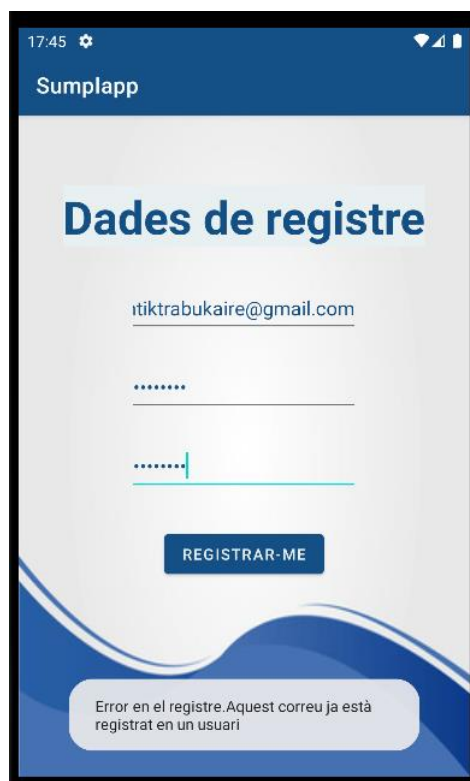 17:45
Sumplapp
Dades de registre
tiktrabukaire@gmail.com
••••••••
••••••••
REGISTRAR-ME
Error en el registre.Aquest correu ja està
registrat en un usuari